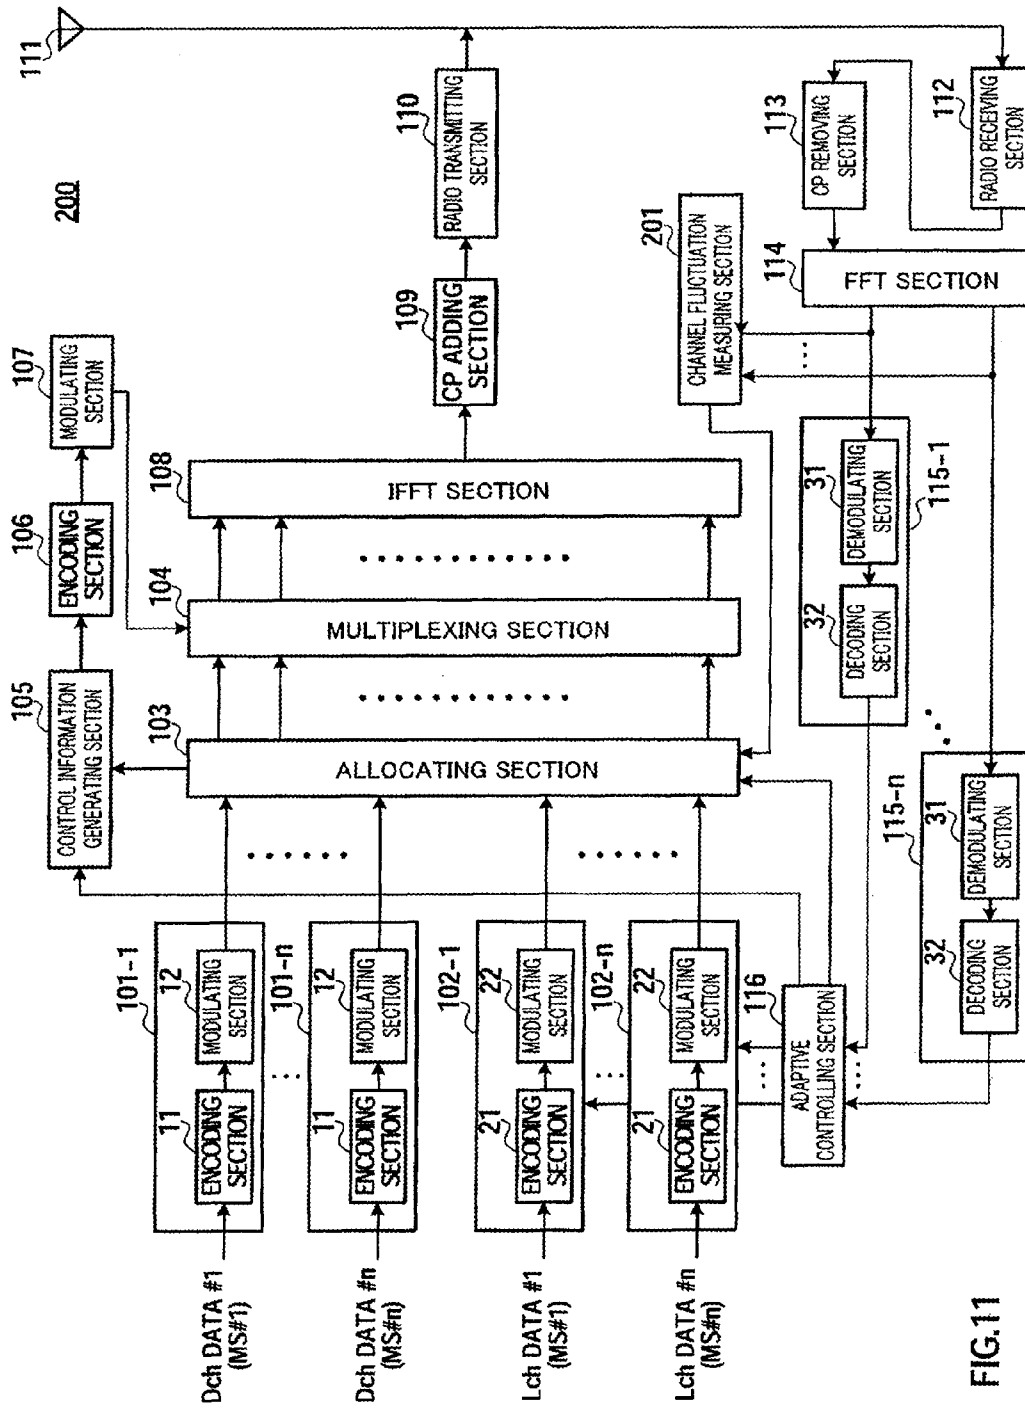 200
111
105
CONTROL INFORMATION
GENERATING SECTION
106
ENCODING
SECTION
107
MODULATING
SECTION
Dch DATA #1
(MS#1)
101-1
11
ENCODING
SECTION
12
MODULATING
SECTION
Dch DATA #n
(MS#n)
101-n
11
ENCODING
SECTION
12
MODULATING
SECTION
Lch DATA #1
(MS#1)
102-1
21
ENCODING
SECTION
22
MODULATING
SECTION
Lch DATA #n
(MS#n)
102-n
21
ENCODING
SECTION
22
MODULATING
SECTION
103
ALLOCATING SECTION
104
MULTIPLEXING SECTION
108
IFFT SECTION
109
CP ADDING
SECTION
110
RADIO TRANSMITTING
SECTION
201
CHANNEL FLUCTUATION
MEASURING SECTION
116
ADAPTIVE
CONTROLLING SECTION
115-1
32
DECODING
SECTION
31
DEMODULATING
SECTION
115-n
32
DECODING
SECTION
31
DEMODULATING
SECTION
114
FFT SECTION
113
CP REMOVING
SECTION
112
RADIO RECEIVING
SECTION
FIG.11